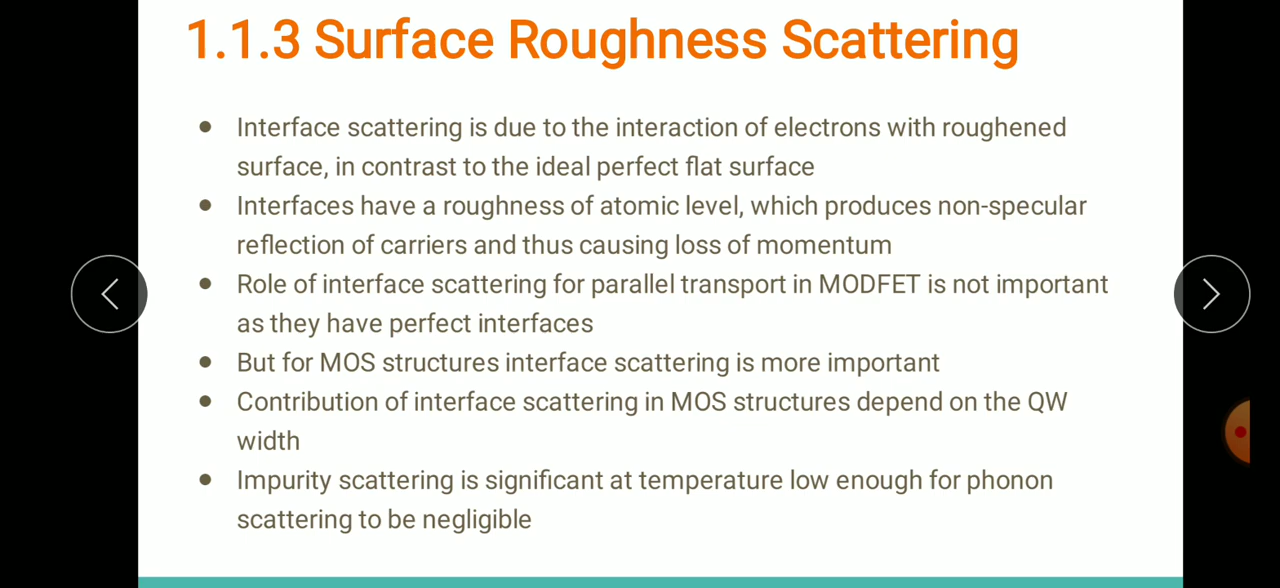 1.1.3 Surface Roughness Scattering
● Interface scattering is due to the interaction of electrons with roughened
surface, in contrast to the ideal perfect flat surface
● Interfaces have a roughness of atomic level, which produces non-specular
reflection of carriers and thus causing loss of momentum
● Role of interface scattering for parallel transport in MODFET is not important
as they have perfect interfaces
● But for MOS structures interface scattering is more important
● Contribution of interface scattering in MOS structures depend on the QW
width
● Impurity scattering is significant at temperature low enough for phonon
scattering to be negligible